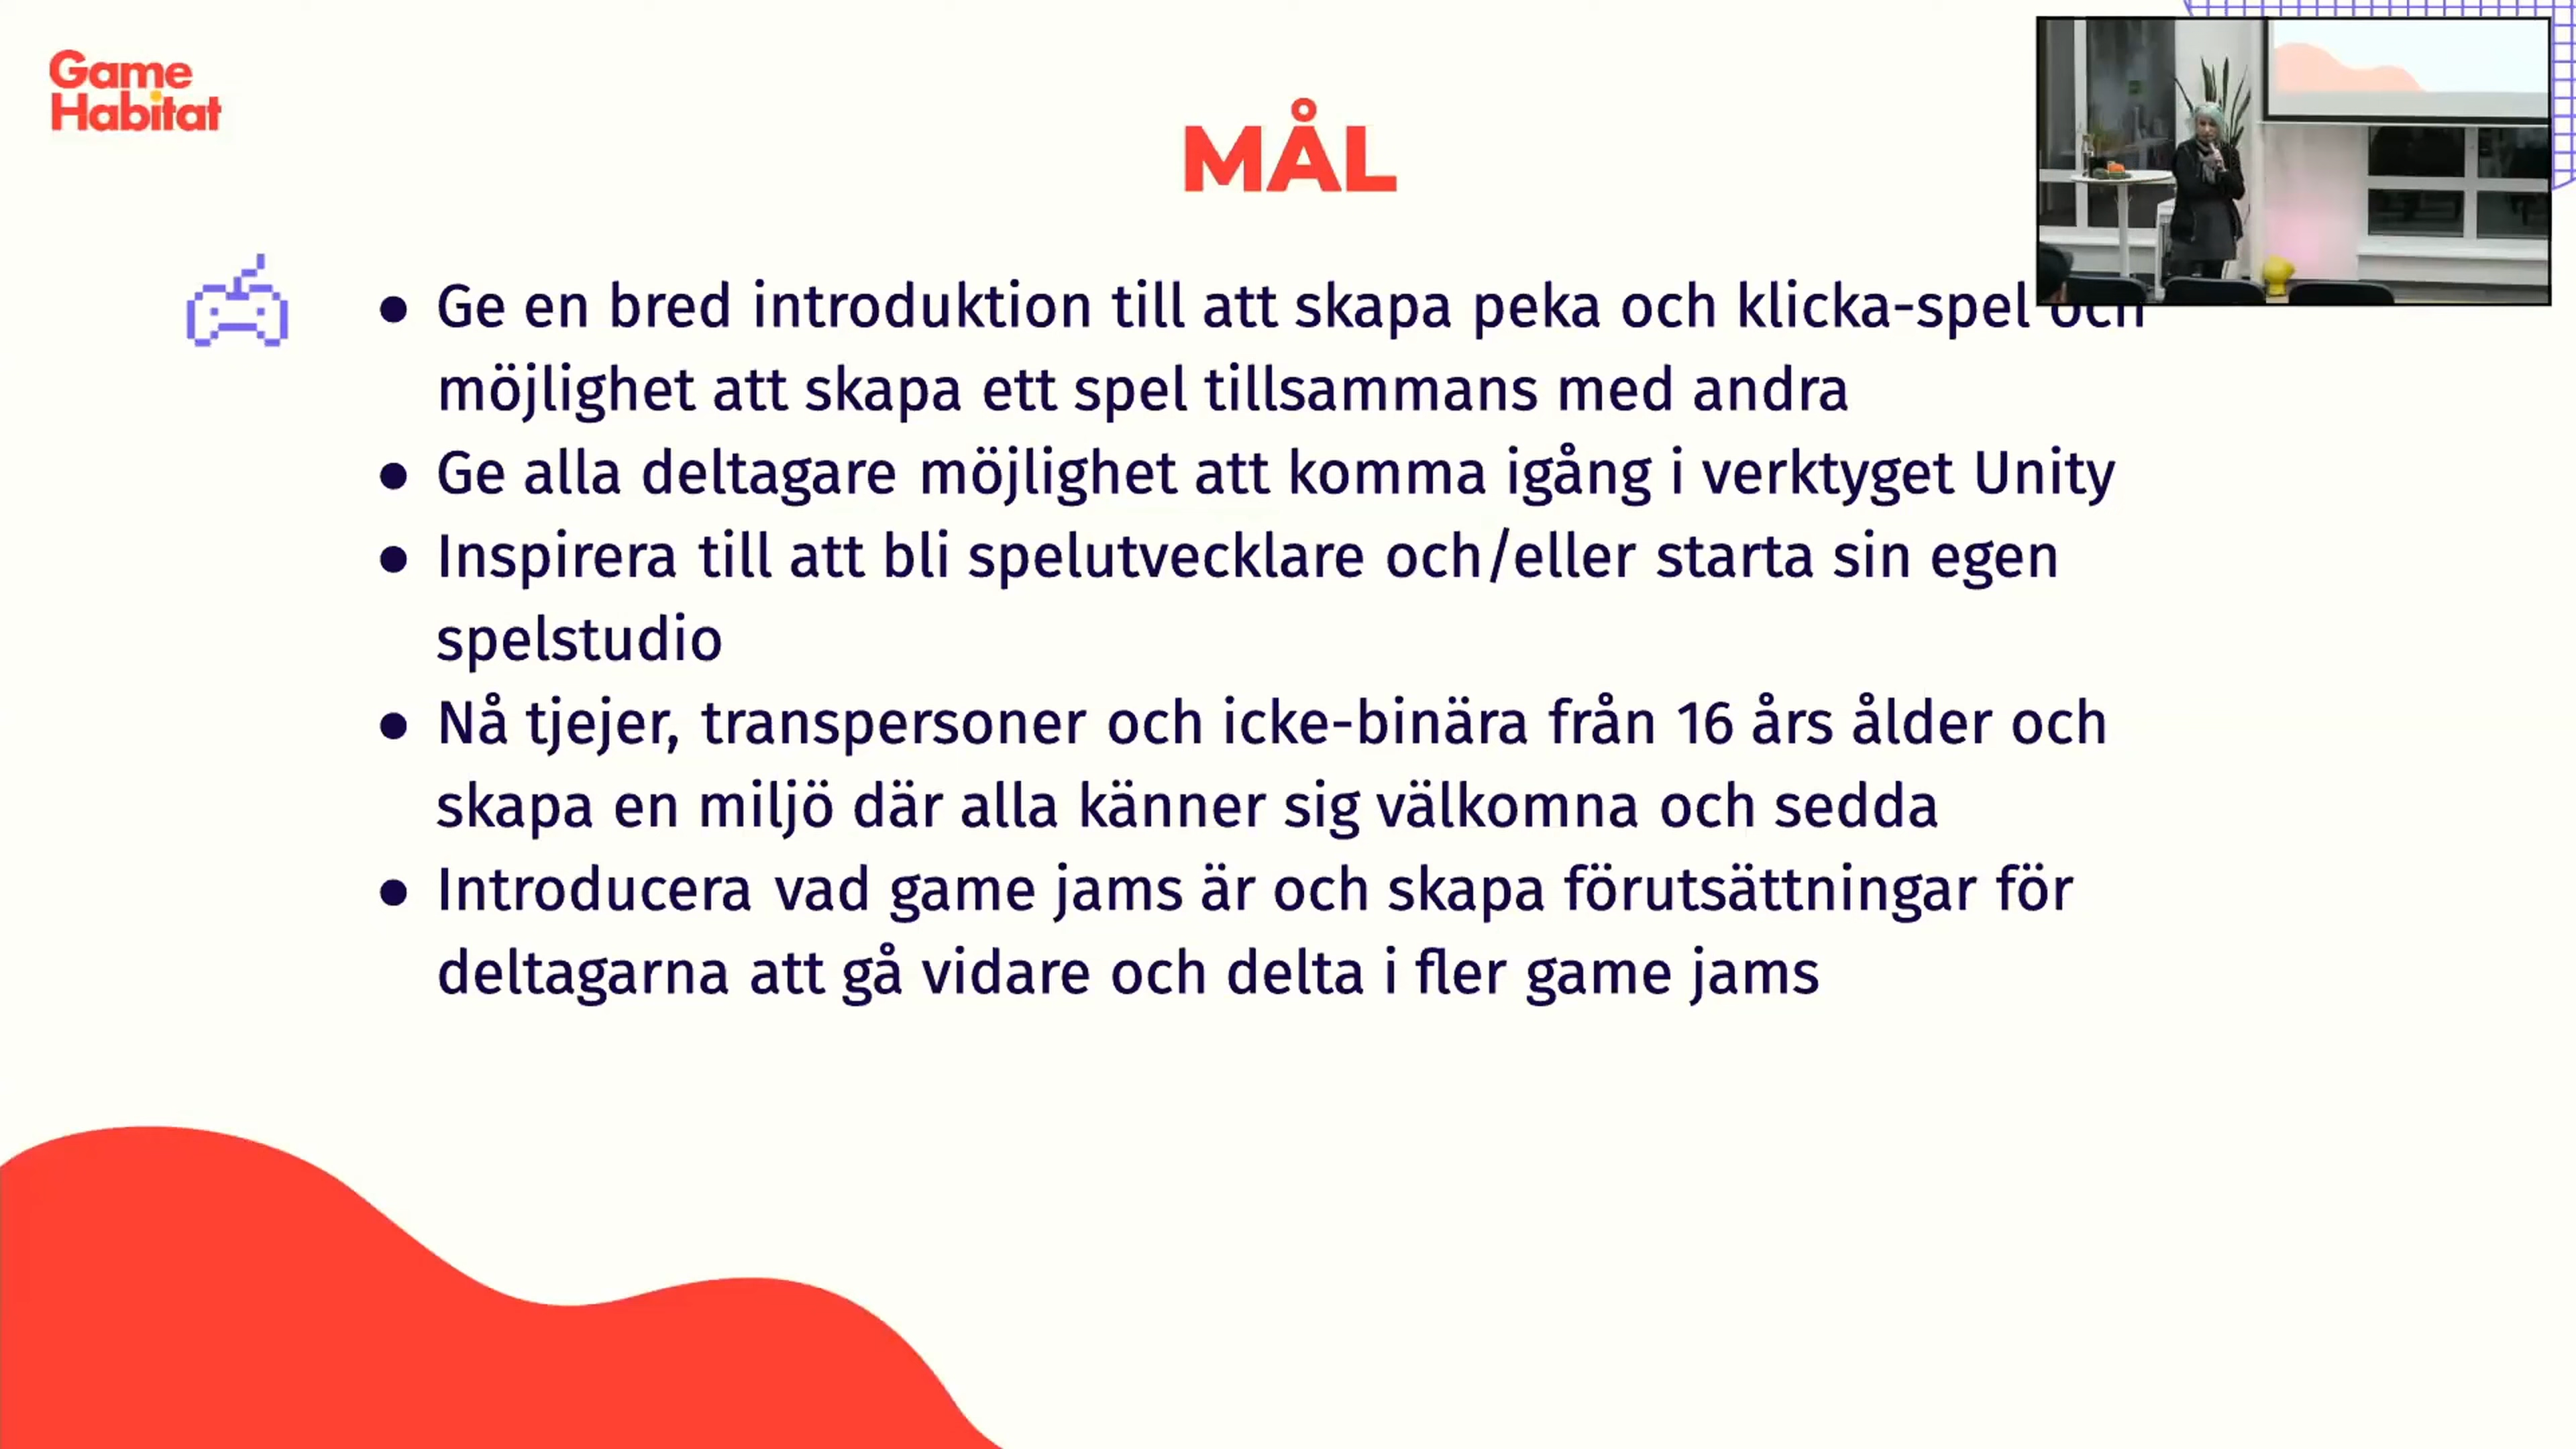 Game
Habitat
MÅL
● Ge en bred introduktion till att skapa peka och klicka-spel och
möjlighet att skapa ett spel tillsammans med andra
● Ge alla deltagare möjlighet att komma igång i verktyget Unity
● Inspirera till att bli spelutvecklare och/eller starta sin egen
spelstudio
● Nå tjejer, transpersoner och icke-binära från 16 års ålder och
skapa en miljö där alla känner sig välkomna och sedda
● Introducera vad game jams är och skapa förutsättningar för
deltagarna att gå vidare och delta i fler game jams